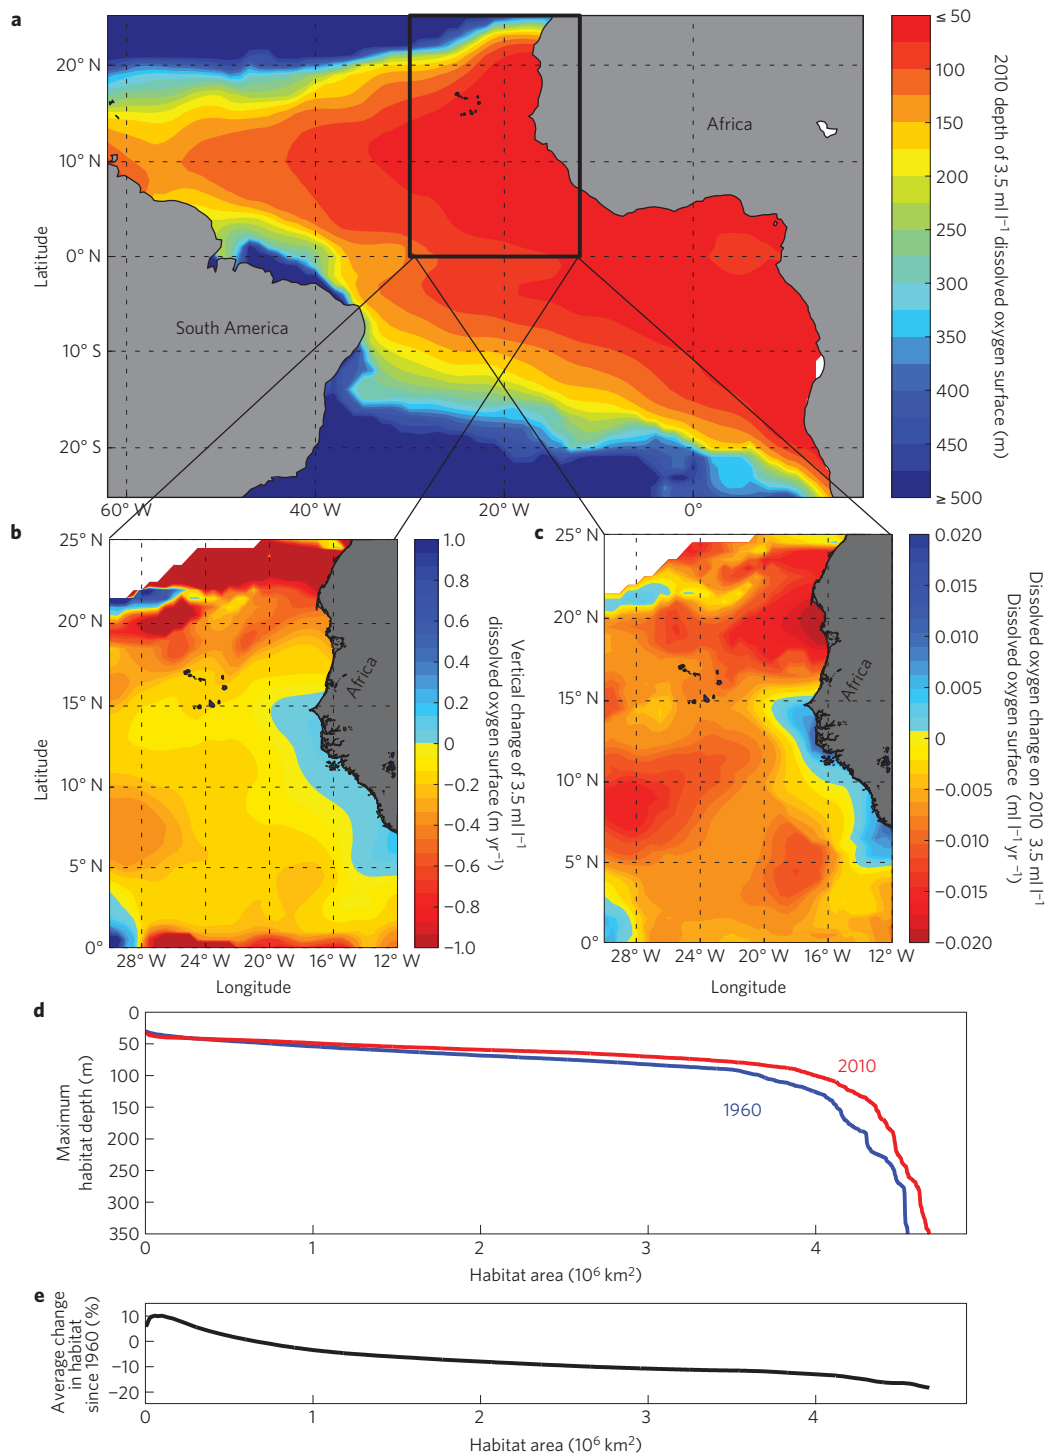 a
20° N
10° N
0° N
10° S
20° S
Latitude
60° W
40° W
20° W
0°
Africa
South America
≤ 50
100
150
200
250
300
350
400
450
≥ 500
2010 depth of 3.5 ml l⁻¹ dissolved oxygen surface (m)
b
25° N
20° N
15° N
10° N
5° N
0°
Latitude
28° W
24° W
20° W
16° W
12° W
Longitude
Africa
1.0
0.8
0.6
0.4
0.2
0
−0.2
−0.4
−0.6
−0.8
−1.0
Vertical change of 3.5 ml l⁻¹
dissolved oxygen surface (m yr⁻¹)
c
25° N
20° N
15° N
10° N
5° N
0°
28° W
24° W
20° W
16° W
12° W
Longitude
Africa
0.020
0.015
0.010
0.005
0
−0.005
−0.010
−0.015
−0.020
Dissolved oxygen change on 2010 3.5 ml l⁻¹
Dissolved oxygen surface (ml l⁻¹ yr⁻¹)
d
0
50
100
150
200
250
300
350
Maximum
habitat depth (m)
2010
1960
0
1
2
3
4
Habitat area (10⁶ km²)
e
10
0
−10
−20
Average change
in habitat
since 1960 (%)
0
1
2
3
4
Habitat area (10⁶ km²)